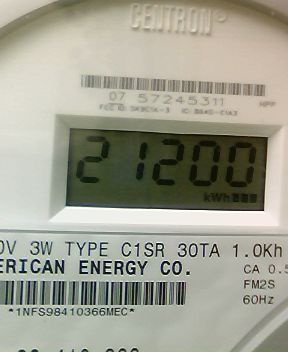 CENTRON®
07 57245311
HPP
21200
kWh
0V 3W TYPE C1SR 30TA 1.0Kh
ERICAN ENERGY CO.
CA 0.5
FM2S
60Hz
*1NFS98410366MEC*